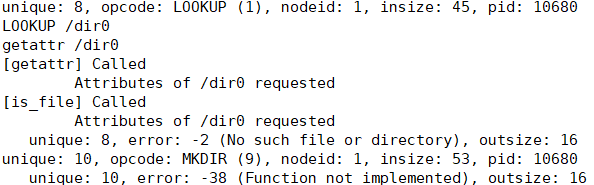 unique: 8, opcode: LOOKUP (1), nodeid: 1, insize: 45, pid: 10680
LOOKUP /dir0
getattr /dir0
[getattr] Called
Attributes of /dir0 requested
[is_file] Called
Attributes of /dir0 requested
unique: 8, error: -2 (No such file or directory), outsize: 16
unique: 10, opcode: MKDIR (9), nodeid: 1, insize: 53, pid: 10680
unique: 10, error: -38 (Function not implemented), outsize: 16